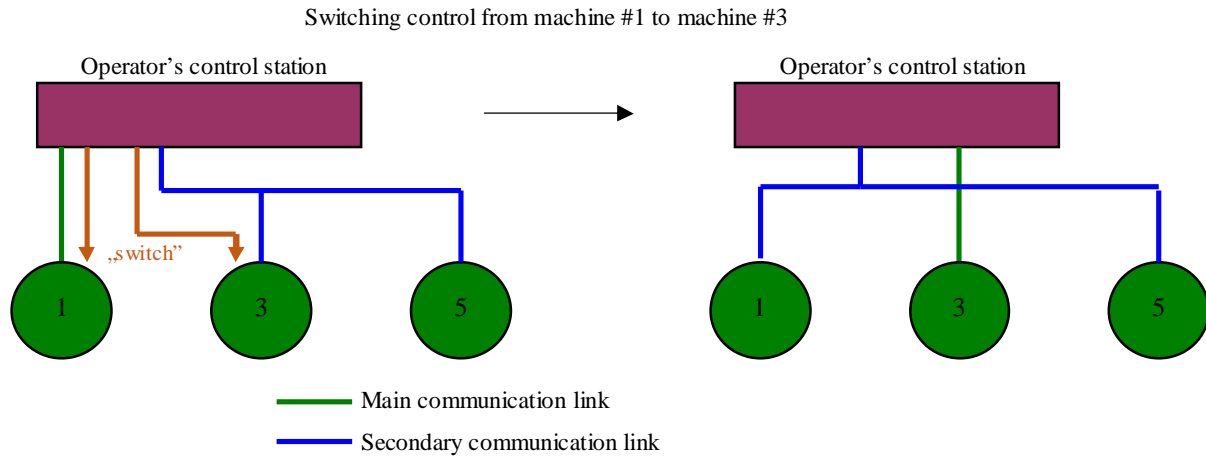 Switching control from machine #1 to machine #3
Operator’s control station
Operator’s control station
„switch”
1
3
5
1
3
5
Main communication link
Secondary communication link